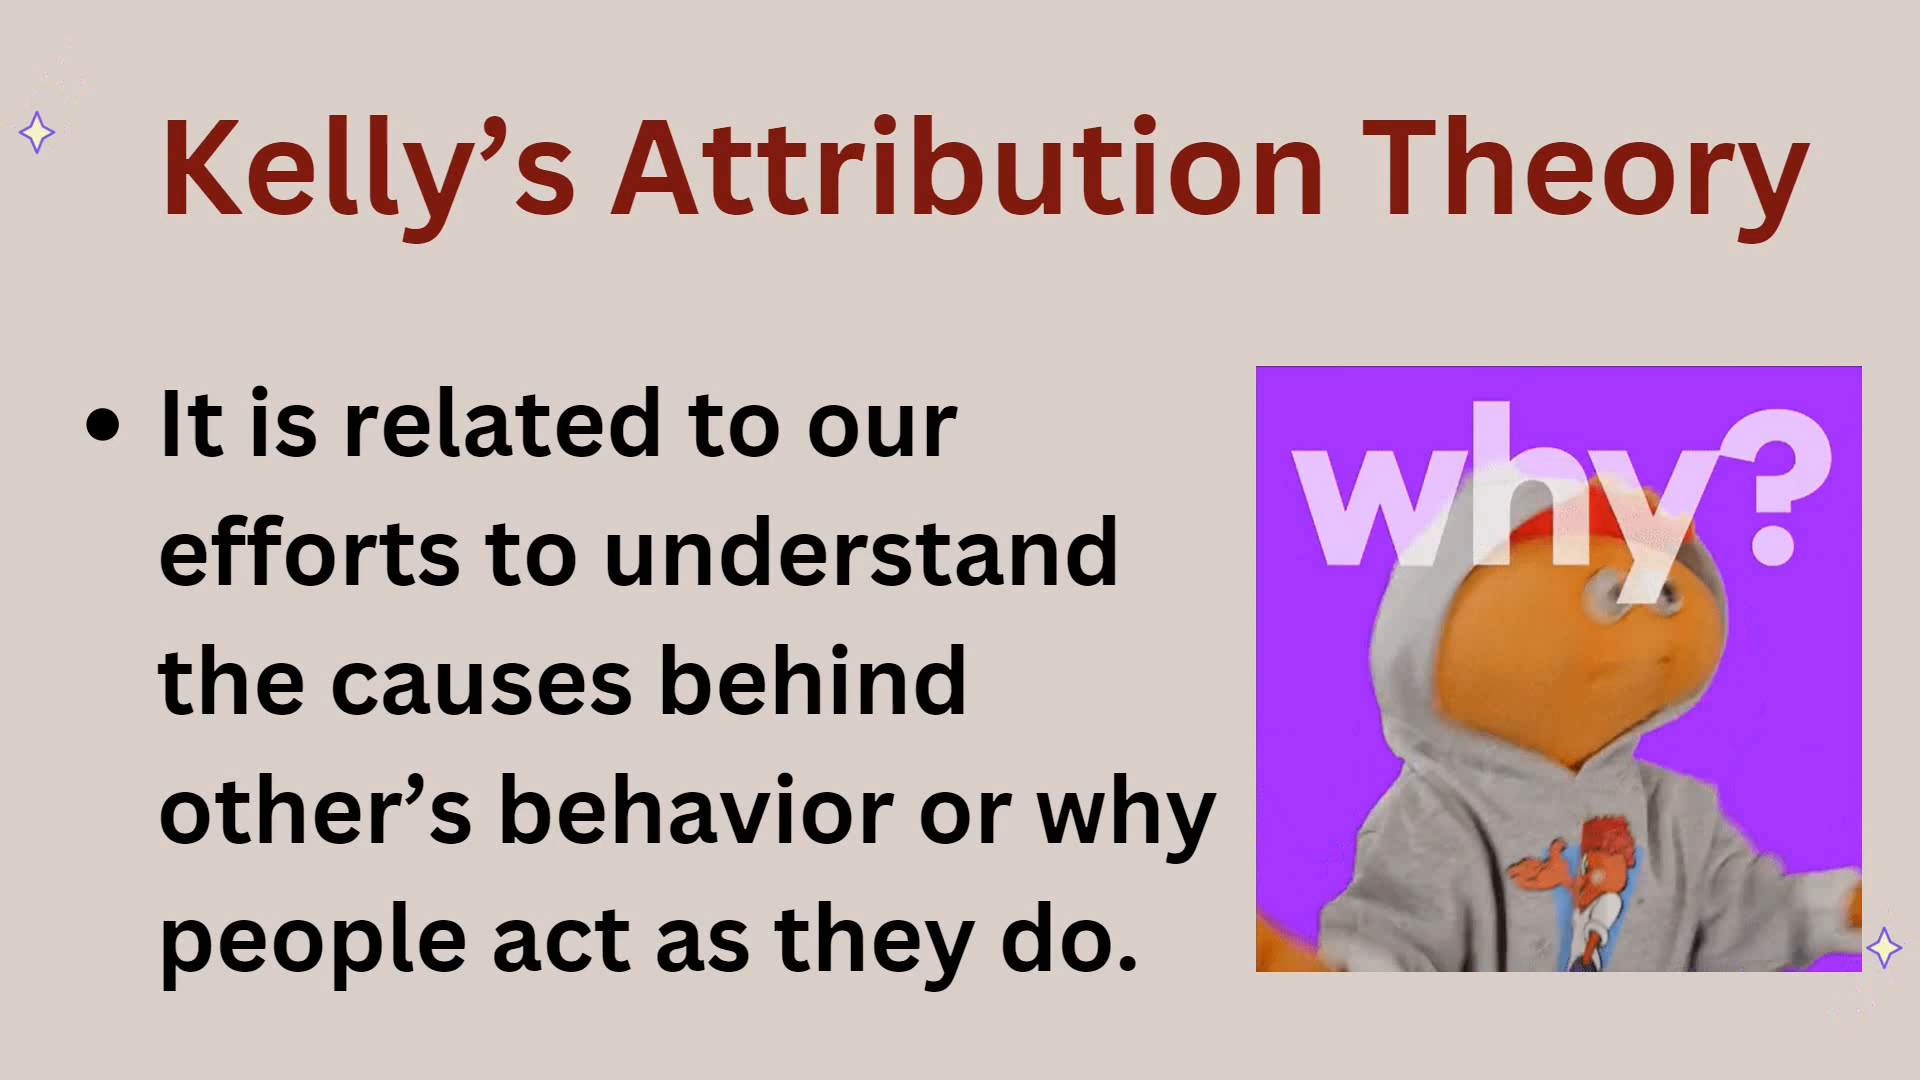 Kelly’s Attribution Theory
• It is related to our
efforts to understand
the causes behind
other’s behavior or why
people act as they do.
why?